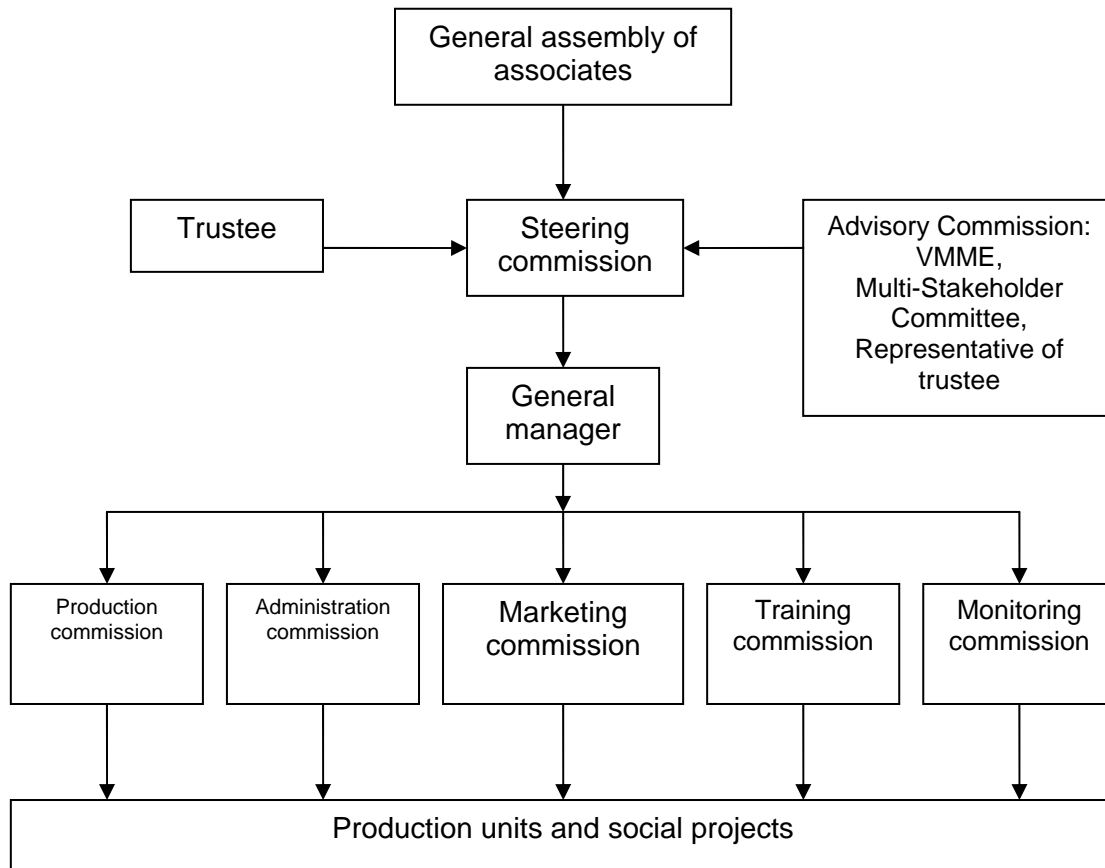 General assembly of
associates
Trustee
Steering
commission
Advisory Commission:
VMME,
Multi-Stakeholder
Committee,
Representative of
trustee
General
manager
Production
commission
Administration
commission
Marketing
commission
Training
commission
Monitoring
commission
Production units and social projects